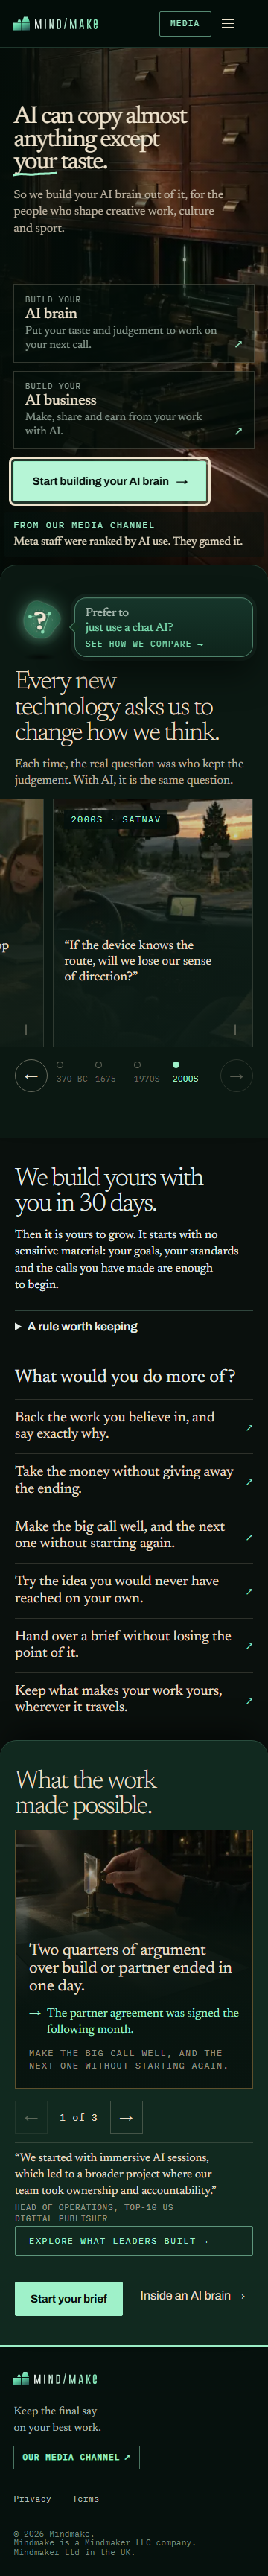 MIND/MAKE
MEDIA
AI can copy almost
anything except
your taste.
So we build your AI brain out of it, for the
people who shape creative work, culture
and sport.
BUILD YOUR
AI brain
Put your taste and judgement to work on
your next call. ↗
BUILD YOUR
AI business
Make, share and earn from your work
with AI. ↗
Start building your AI brain →
FROM OUR MEDIA CHANNEL
Meta staff were ranked by AI use. They gamed it.
?
Prefer to
just use a chat AI?
SEE HOW WE COMPARE →
Every new
technology asks us to
change how we think.
Each time, the real question was who kept the
judgement. With AI, it is the same question.
2000S · SATNAV
“If the device knows the
route, will we lose our sense
of direction?”
+ +
← 370 BC 1675 1970S 2000S →
We build yours with
you in 30 days.
Then it is yours to grow. It starts with no
sensitive material: your goals, your standards
and the calls you have made are enough
to begin.
▶ A rule worth keeping
What would you do more of?
Back the work you believe in, and
say exactly why. ↗
Take the money without giving away
the ending. ↗
Make the big call well, and the next
one without starting again. ↗
Try the idea you would never have
reached on your own. ↗
Hand over a brief without losing the
point of it. ↗
Keep what makes your work yours,
wherever it travels. ↗
What the work
made possible.
Two quarters of argument
over build or partner ended in
one day.
→ The partner agreement was signed the
following month.
MAKE THE BIG CALL WELL, AND THE
NEXT ONE WITHOUT STARTING AGAIN.
← 1 of 3 →
“We started with immersive AI sessions,
which led to a broader project where our
team took ownership and accountability.”
HEAD OF OPERATIONS, TOP-10 US
DIGITAL PUBLISHER
EXPLORE WHAT LEADERS BUILT →
Start your brief
Inside an AI brain →
MIND/MAKE
Keep the final say
on your best work.
OUR MEDIA CHANNEL ↗
Privacy Terms
© 2026 Mindmake.
Mindmake is a Mindmaker LLC company.
Mindmaker Ltd in the UK.